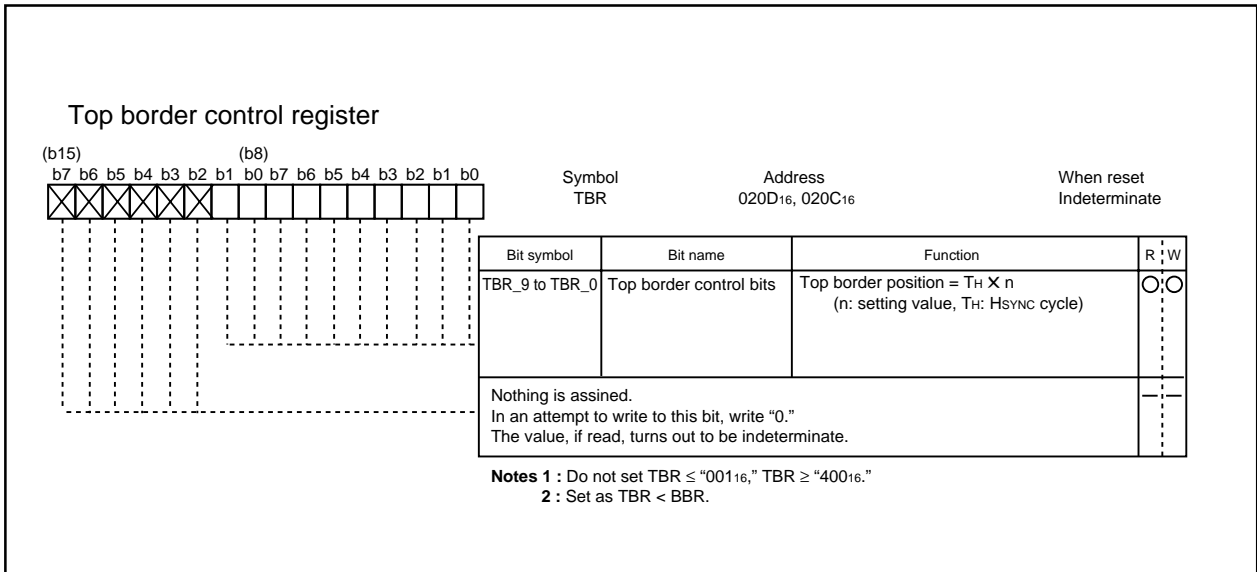 Top border control register
(b15) (b8)
b7 b6 b5 b4 b3 b2 b1 b0 b7 b6 b5 b4 b3 b2 b1 b0
Symbol Address When reset
TBR 020D16, 020C16 Indeterminate
Bit symbol Bit name Function R W
TBR_9 to TBR_0 Top border control bits Top border position = TH X n
(n: setting value, TH: HSYNC cycle)
Nothing is assined.
In an attempt to write to this bit, write “0.”
The value, if read, turns out to be indeterminate.
Notes 1 : Do not set TBR ≤ “00116,” TBR ≥ “40016.”
2 : Set as TBR < BBR.